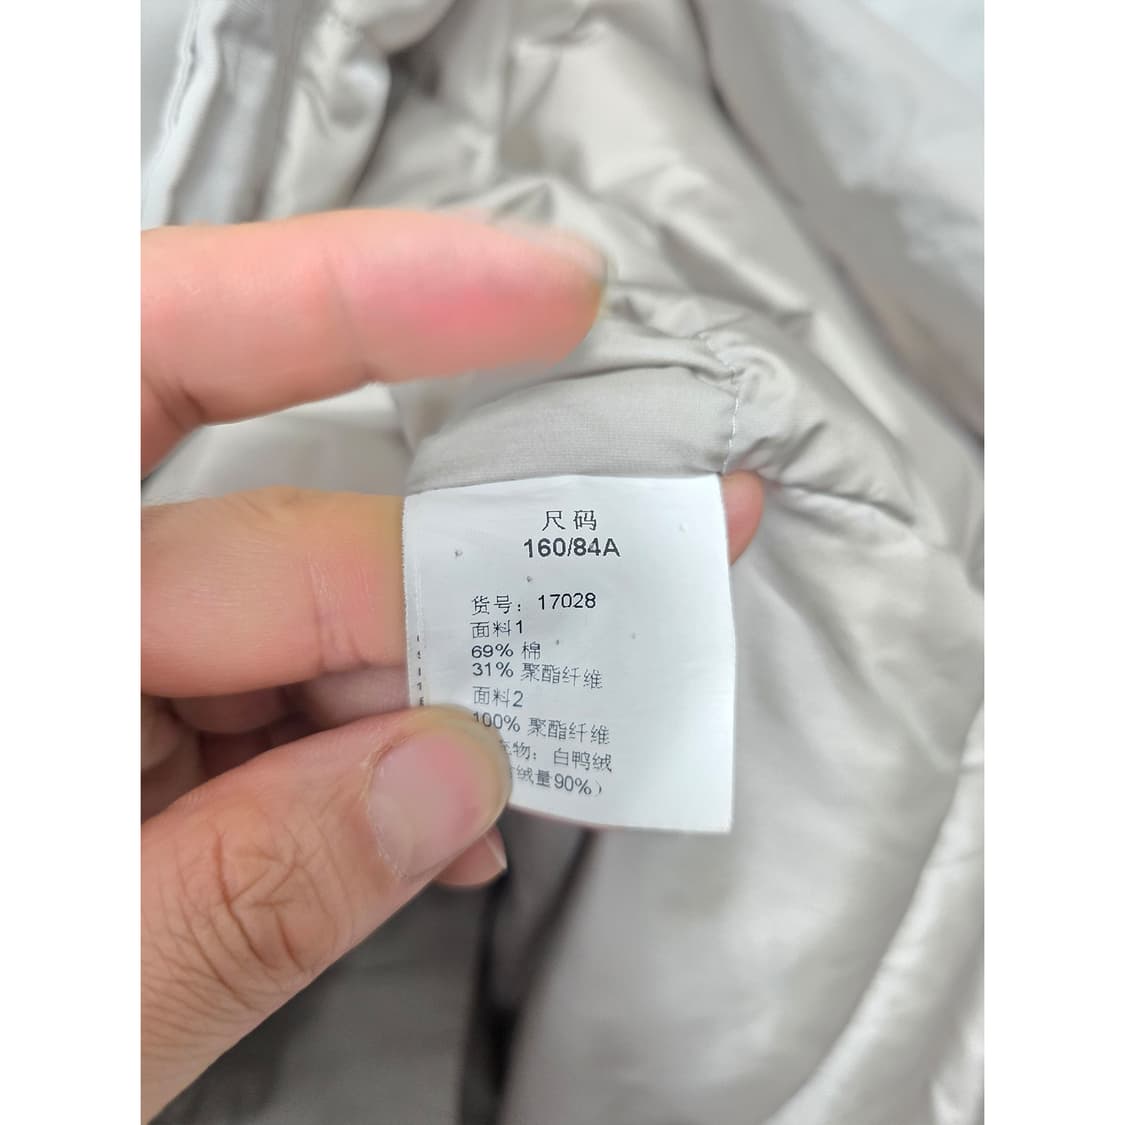 尺码
160/84A
货号：17028
面料1
69% 棉
31% 聚酯纤维
面料2
100% 聚酯纤维
物：白鸭绒
绒量90%）